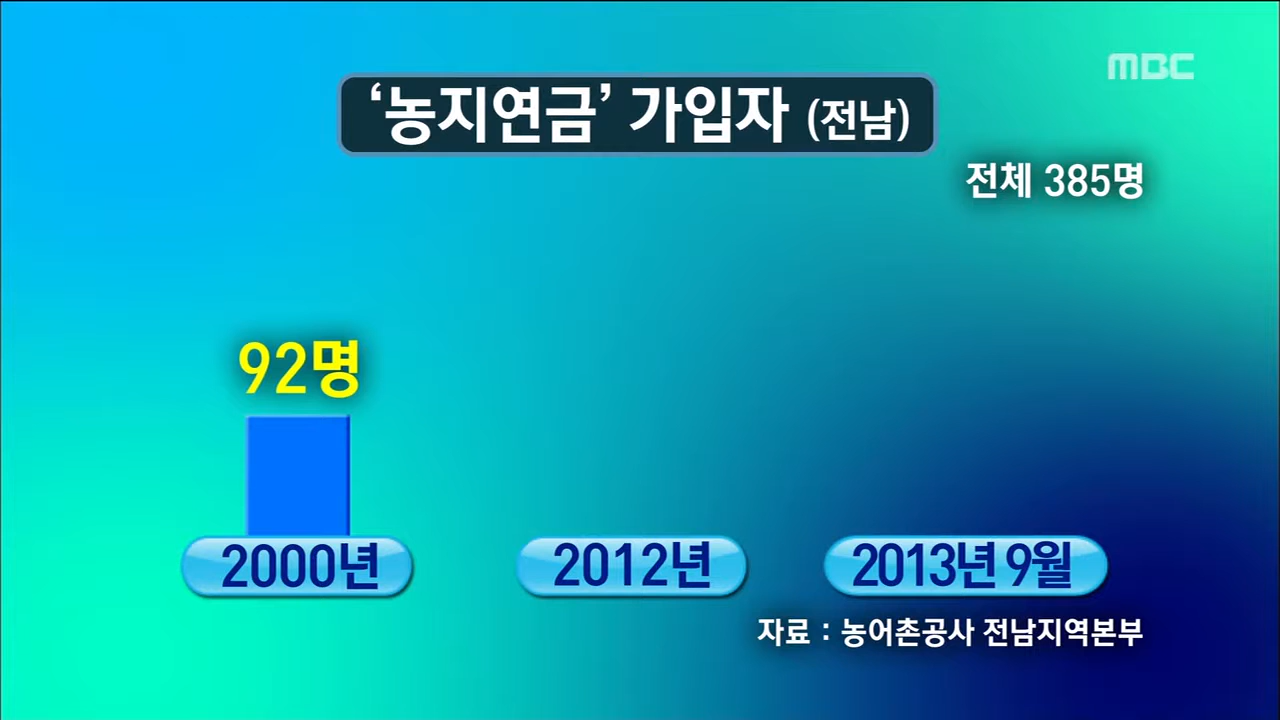 MBC
‘농지연금’ 가입자 (전남)
전체 385명
92명
2000년 2012년 2013년 9월
자료 : 농어촌공사 전남지역본부